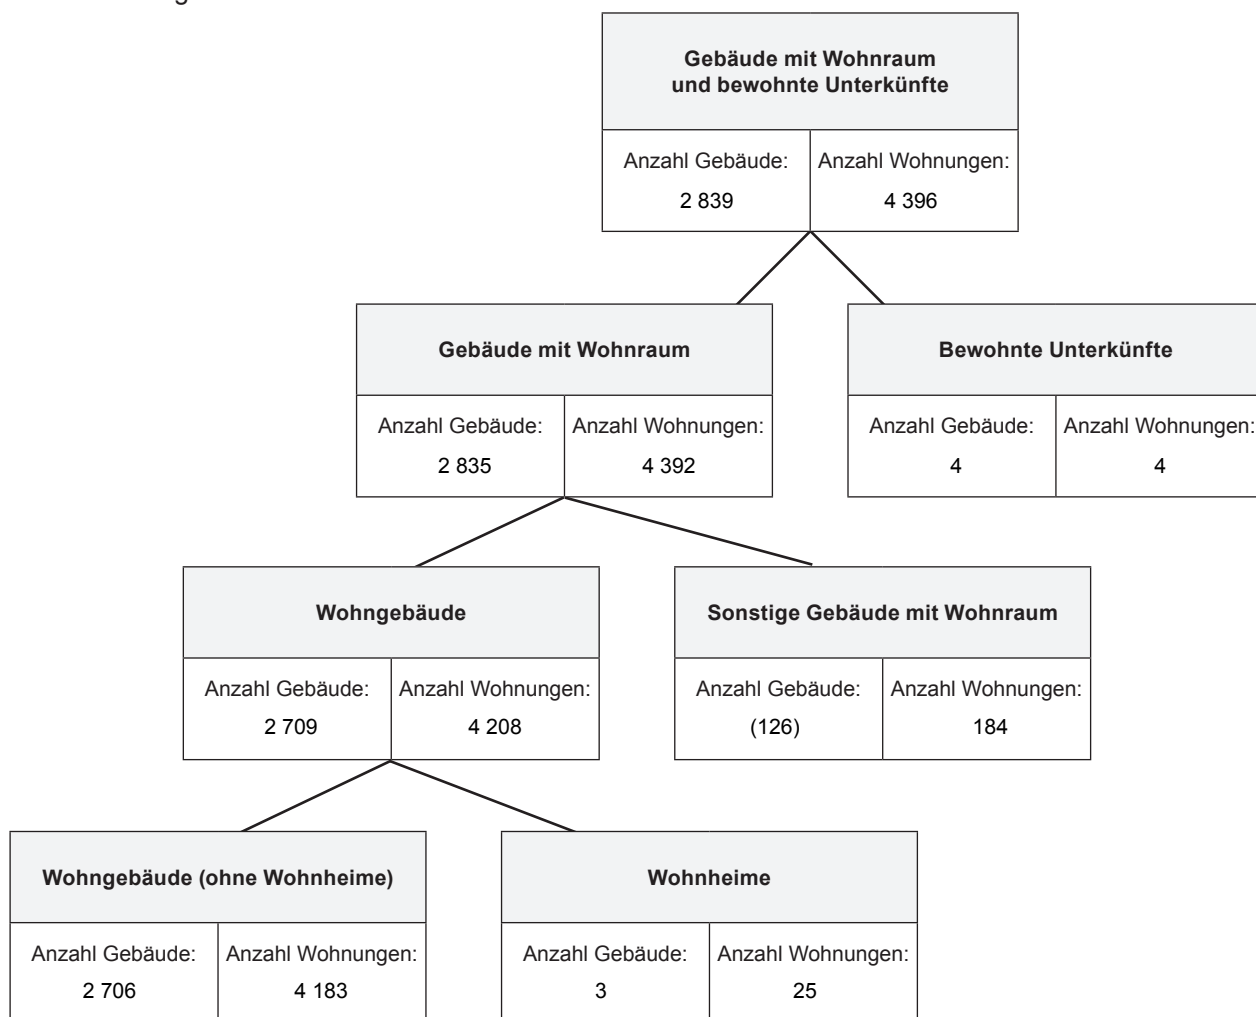 Gebäude mit Wohnraum
und bewohnte Unterkünfte
Anzahl Gebäude: Anzahl Wohnungen:
2 839 4 396
Gebäude mit Wohnraum Bewohnte Unterkünfte
Anzahl Gebäude: Anzahl Wohnungen: Anzahl Gebäude: Anzahl Wohnungen:
2 835 4 392 4 4
Wohngebäude Sonstige Gebäude mit Wohnraum
Anzahl Gebäude: Anzahl Wohnungen: Anzahl Gebäude: Anzahl Wohnungen:
2 709 4 208 (126) 184
Wohngebäude (ohne Wohnheime) Wohnheime
Anzahl Gebäude: Anzahl Wohnungen: Anzahl Gebäude: Anzahl Wohnungen:
2 706 4 183 3 25